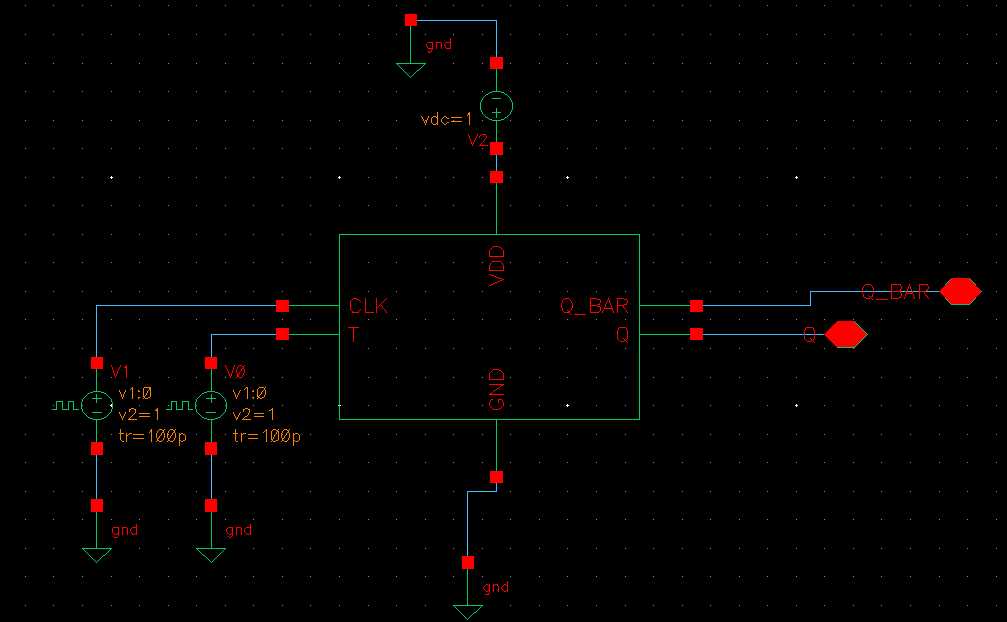 gnd
vdc=1
V2
VDD
Q_BAR
CLK
Q_BAR
T
Q
Q
GND
V1
v1:0
v2=1
tr=100p
V0
v1:0
v2=1
tr=100p
gnd
gnd
gnd